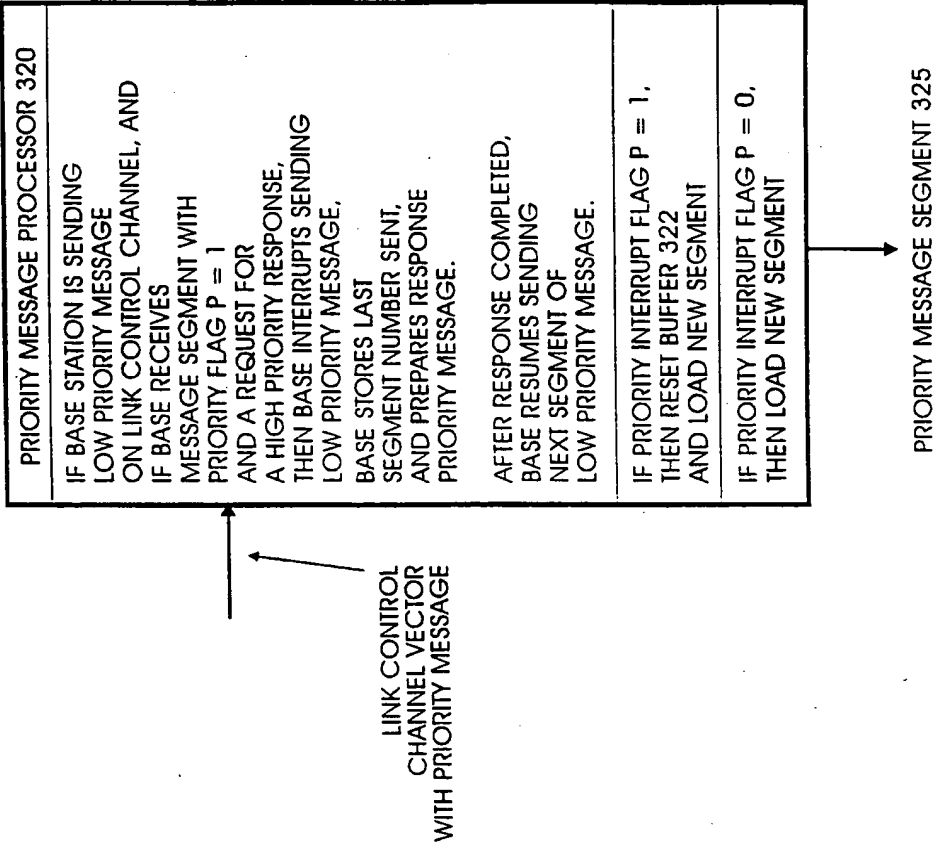 PRIORITY MESSAGE PROCESSOR 320
IF BASE STATION IS SENDING
LOW PRIORITY MESSAGE
ON LINK CONTROL CHANNEL, AND
IF BASE RECEIVES
MESSAGE SEGMENT WITH
PRIORITY FLAG P = 1
AND A REQUEST FOR
A HIGH PRIORITY RESPONSE,
THEN BASE INTERRUPTS SENDING
LOW PRIORITY MESSAGE,
BASE STORES LAST
SEGMENT NUMBER SENT,
AND PREPARES RESPONSE
PRIORITY MESSAGE.
AFTER RESPONSE COMPLETED,
BASE RESUMES SENDING
NEXT SEGMENT OF
LOW PRIORITY MESSAGE.
IF PRIORITY INTERRUPT FLAG P = 1,
THEN RESET BUFFER 322
AND LOAD NEW SEGMENT
IF PRIORITY INTERRUPT FLAG P = 0,
THEN LOAD NEW SEGMENT
LINK CONTROL
CHANNEL VECTOR
WITH PRIORITY MESSAGE
PRIORITY MESSAGE SEGMENT 325